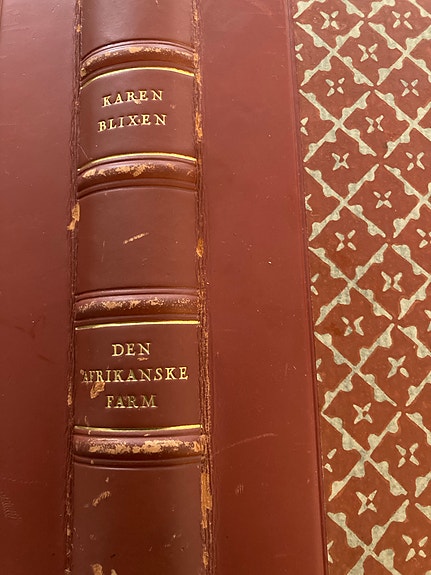 KAREN
BLIXEN
DEN
AFRIKANSKE
FARM